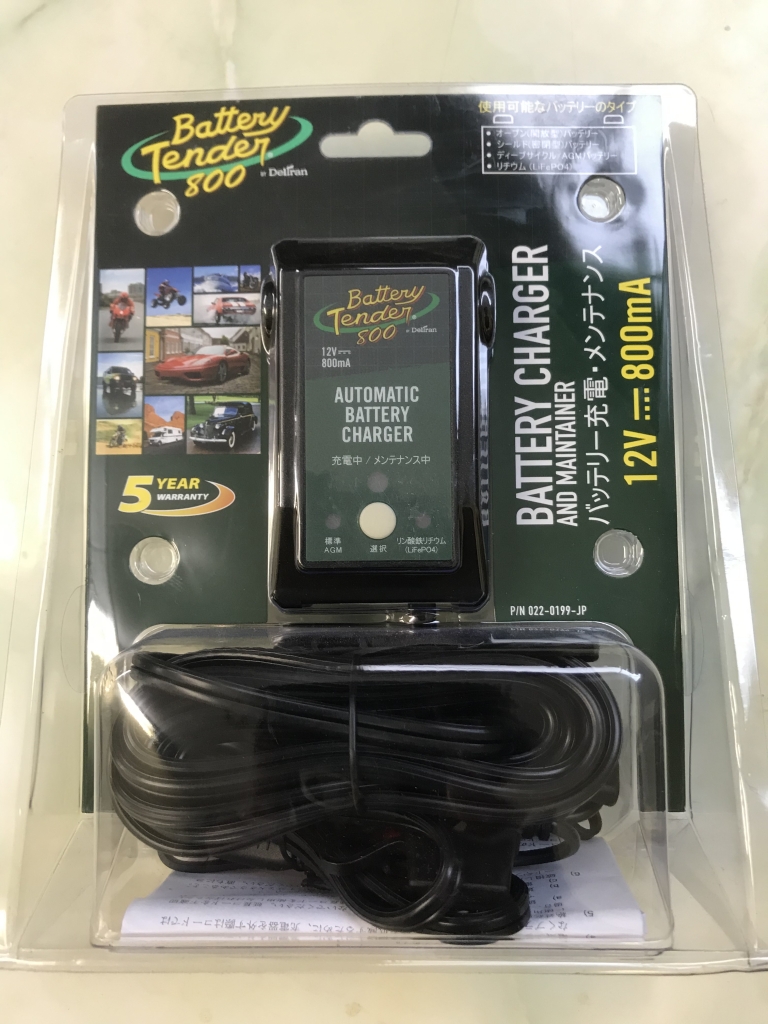 Battery
Tender®
800
by Deltran
使用可能なバッテリーのタイプ
• オープン(開放型)バッテリー
• シールド(密閉型)バッテリー
• ディープサイクル/AGMバッテリー
• リチウム(LiFePO4)
Battery
Tender®
800
by Deltran
12V
800mA
AUTOMATIC
BATTERY
CHARGER
充電中/メンテナンス中
標準
AGM
選択
リン酸鉄リチウム
(LiFePO4)
5 YEAR
WARRANTY
BATTERY CHARGER
AND MAINTAINER
バッテリー充電・メンテナンス
12V 800mA
P/N 022-0199-JP